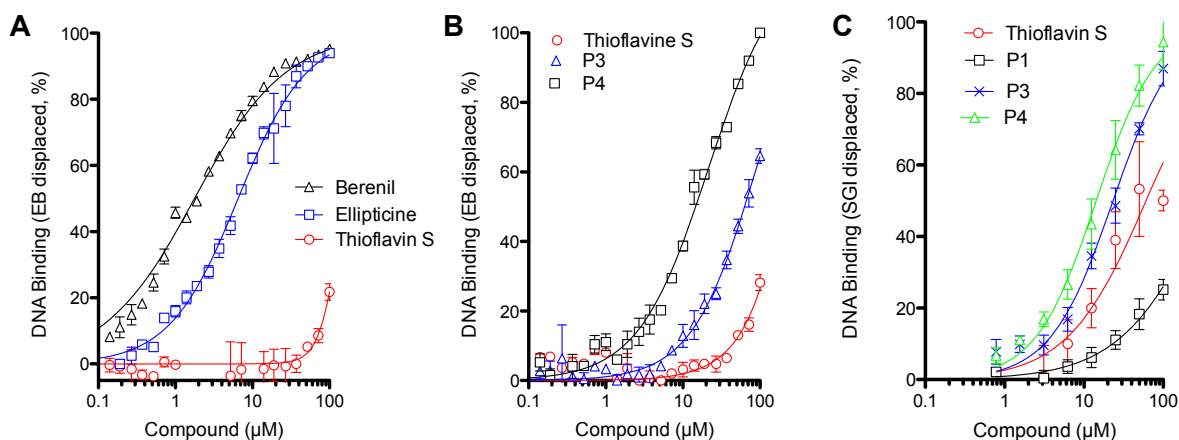 A
DNA Binding (EB displaced, %)
100
80
60
40
20
0
0.1
1
10
100
Compound (µM)
Berenil
Ellipticine
Thioflavin S
B
DNA Binding (EB displaced, %)
100
80
60
40
20
0
0.1
1
10
100
Compound (µM)
Thioflavine S
P3
P4
C
DNA Binding (SGI displaced, %)
100
80
60
40
20
0
0.1
1
10
100
Compound (µM)
Thioflavin S
P1
P3
P4